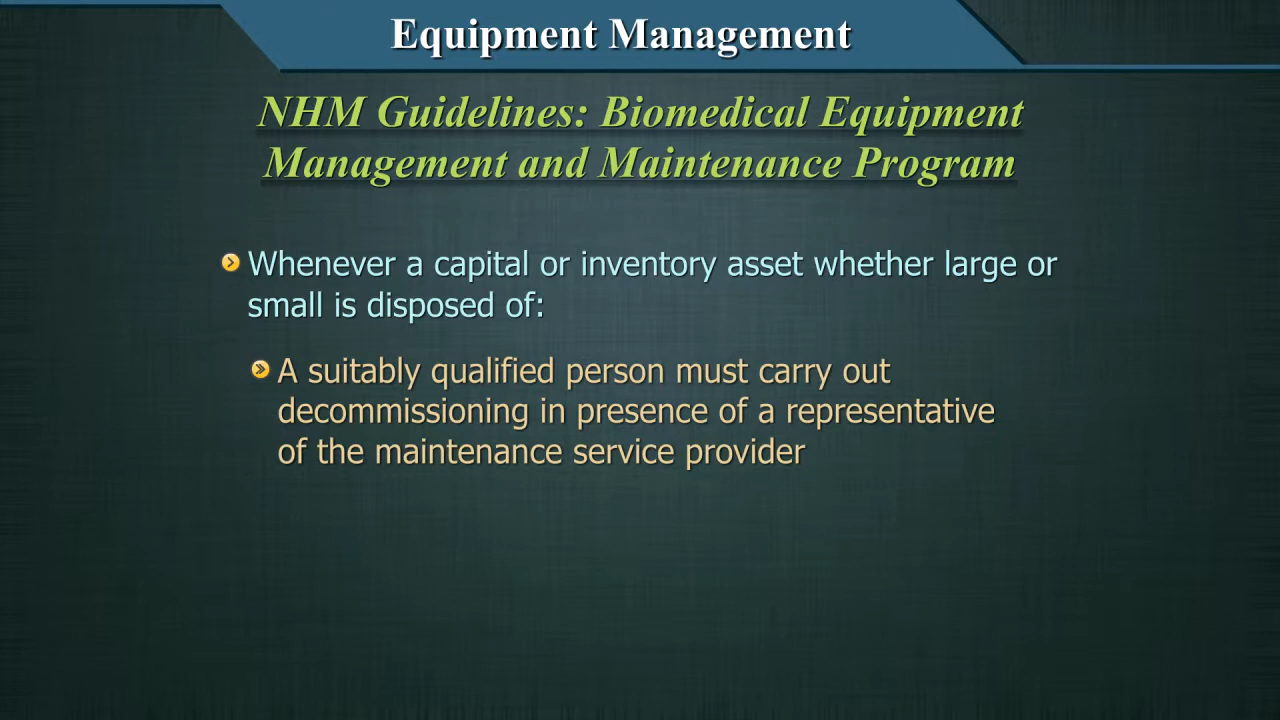 Equipment Management
NHM Guidelines: Biomedical Equipment
Management and Maintenance Program
Whenever a capital or inventory asset whether large or
small is disposed of:
A suitably qualified person must carry out
decommissioning in presence of a representative
of the maintenance service provider